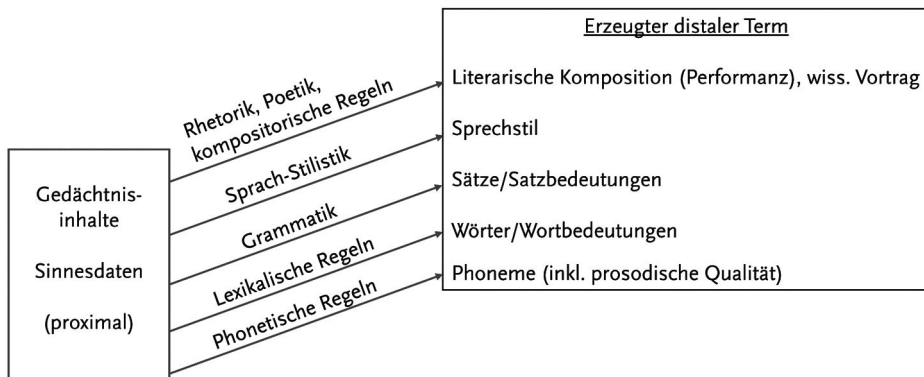 Erzeugter distaler Term
Literarische Komposition (Performanz), wiss. Vortrag
Rhetorik, Poetik,
kompositorische Regeln
Sprechstil
Sprach-Stilistik
Gedächtnis-
inhalte
Sinnesdaten
(proximal)
Sätze/Satzbedeutungen
Grammatik
Wörter/Wortbedeutungen
Lexikalische Regeln
Phoneme (inkl. prosodische Qualität)
Phonetische Regeln